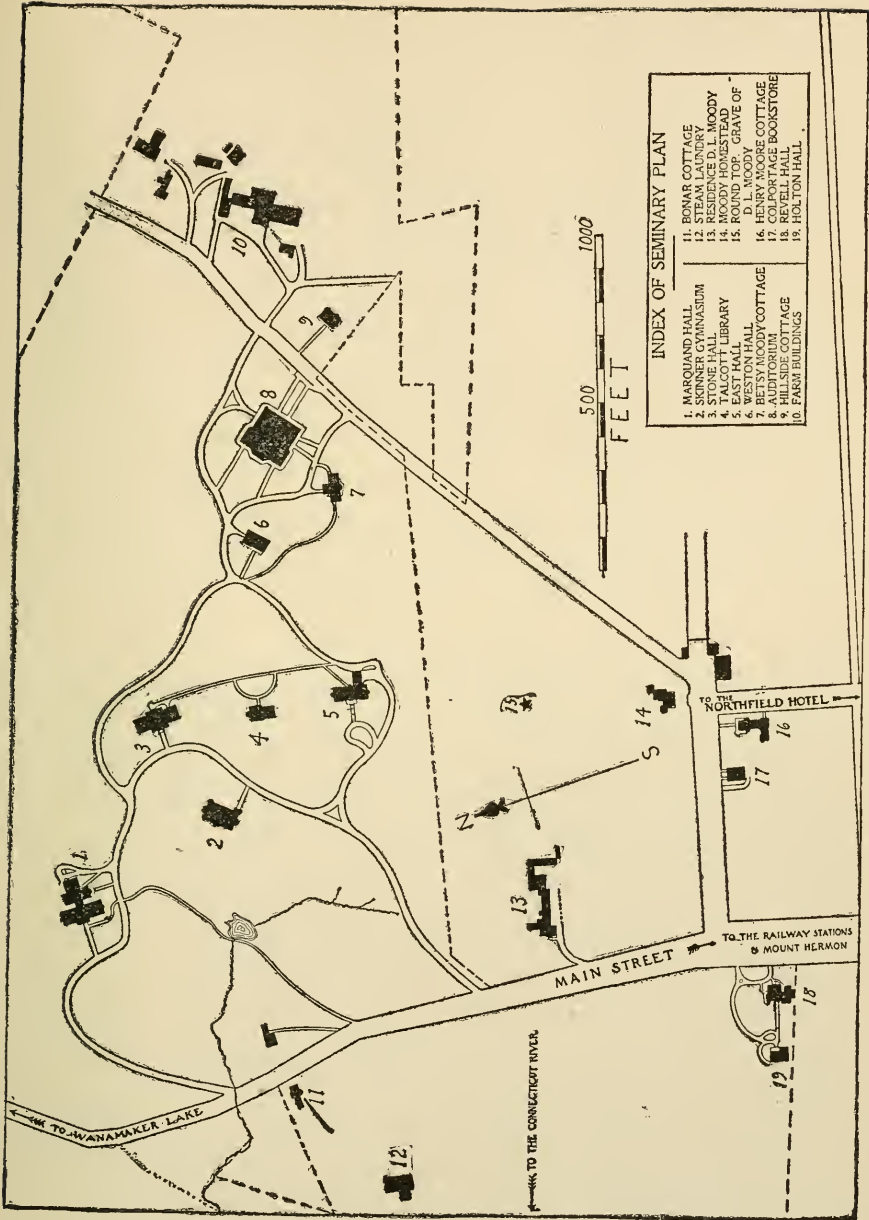 10
9
1000
8
7
6
500
FEET
1
3
4
5
2
15
14
N
S
13
MAIN STREET
TO THE
NORTHFIELD HOTEL
16
17
TO THE RAILWAY STATIONS
& MOUNT HERMON
18
19
TO WANAMAKER LAKE
11
12
TO THE CONNECTICUT RIVER.
INDEX OF SEMINARY PLAN
1. MARQUAND HALL
2. SKINNER GYMNASIUM
3. STONE HALL
4. TALCOTT LIBRARY
5. EAST HALL
6. WESTON HALL
7. BETSY MOODY COTTAGE
8. AUDITORIUM
9. HILLSIDE COTTAGE
10. FARM BUILDINGS
11. BONAR COTTAGE
12. STEAM LAUNDRY
13. RESIDENCE D. L. MOODY
14. MOODY HOMESTEAD
15. ROUND TOP. GRAVE OF
D. L. MOODY
16. HENRY MOORE COTTAGE
17. COLPORTAGE BOOKSTORE
18. REVELL HALL
19. HOLTON HALL